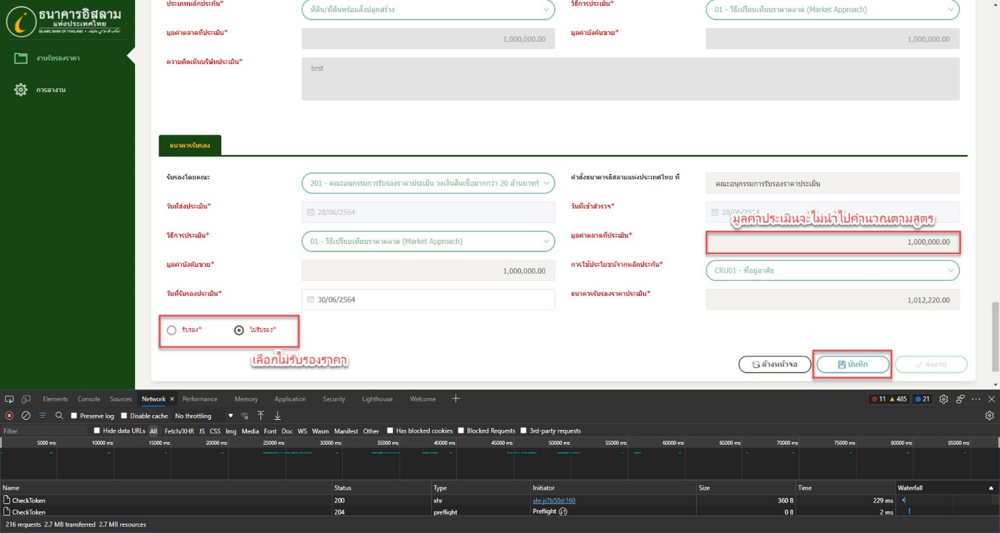 ธนาคารอิสลาม
แห่งประเทศไทย
ISLAMIC BANK OF THAILAND
งานรับรองราคา
การลางาน
ประเภทหลักประกัน*
ที่ดิน/ที่ดินพร้อมสิ่งปลูกสร้าง
วิธีการประเมิน*
01 - วิธีเปรียบเทียบราคาตลาด (Market Approach)
มูลค่าตลาดที่ประเมิน*
1,000,000.00
มูลค่าบังคับขาย*
1,000,000.00
ความคิดเห็นบริษัทประเมิน*
test
ธนาคารรับรอง
รับรองโดยคณะ
201 - คณะอนุกรรมการรับรองราคาประเมิน วงเงินสินเชื่อมากกว่า 20 ล้านบาทขึ
คำสั่งธนาคารอิสลามแห่งประเทศไทย ที่
คณะอนุกรรมการรับรองราคาประเมิน
วันที่ส่งประเมิน*
28/06/2564
วันที่เข้าสำรวจ*
28/06/2564
มูลค่าประเมินจะไม่นำไปคำนวณตามสูตร
วิธีการประเมิน*
01 - วิธีเปรียบเทียบราคาตลาด (Market Approach)
มูลค่าตลาดที่ประเมิน*
1,000,000.00
มูลค่าบังคับขาย*
1,000,000.00
การใช้ประโยชน์จากหลักประกัน*
CRU01 - ที่อยู่อาศัย
วันที่รับรองประเมิน*
30/06/2564
ธนาคารรับรองราคาประเมิน*
1,012,220.00
รับรอง*
ไม่รับรอง*
เลือกไม่รับรองราคา
ล้างหน้าจอ
บันทึก
ส่งงาน
Elements Console Sources Network Performance Memory Application Security Lighthouse Welcome
11 485 21
Preserve log Disable cache No throttling
Filter Hide data URLs All Fetch/XHR JS CSS Img Media Font Doc WS Wasm Manifest Other Has blocked cookies Blocked Requests 3rd-party requests
5000 ms 10000 ms 15000 ms 20000 ms 25000 ms 30000 ms 35000 ms 40000 ms 45000 ms 50000 ms 55000 ms 60000 ms 65000 ms 70000 ms 75000 ms 80000 ms 85000 ms
Name Status Type Initiator Size Time Waterfall
CheckToken 200 xhr xhr.js?b50d:160 360 B 229 ms
CheckToken 204 preflight Preflight 0 B 2 ms
216 requests 2.7 MB transferred 2.7 MB resources